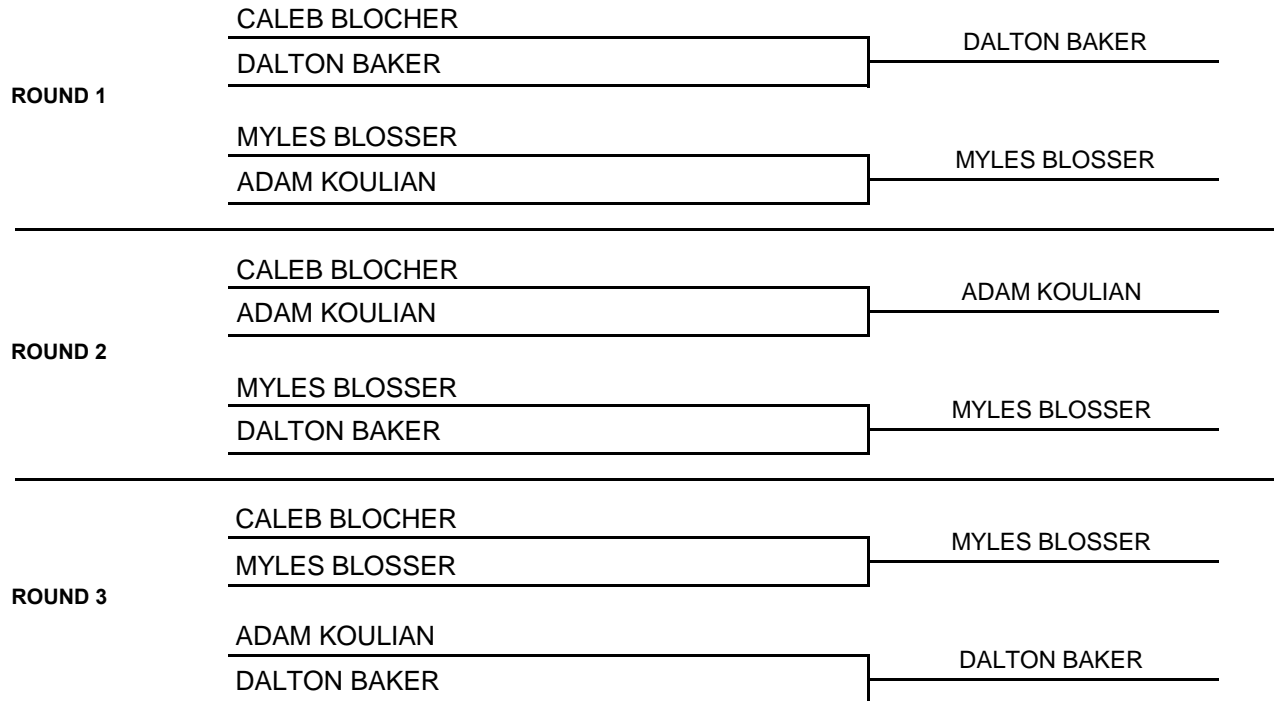 CALEB BLOCHER
DALTON BAKER
DALTON BAKER
ROUND 1
MYLES BLOSSER
MYLES BLOSSER
ADAM KOULIAN
CALEB BLOCHER
ADAM KOULIAN
ADAM KOULIAN
ROUND 2
MYLES BLOSSER
MYLES BLOSSER
DALTON BAKER
CALEB BLOCHER
MYLES BLOSSER
MYLES BLOSSER
ROUND 3
ADAM KOULIAN
DALTON BAKER
DALTON BAKER